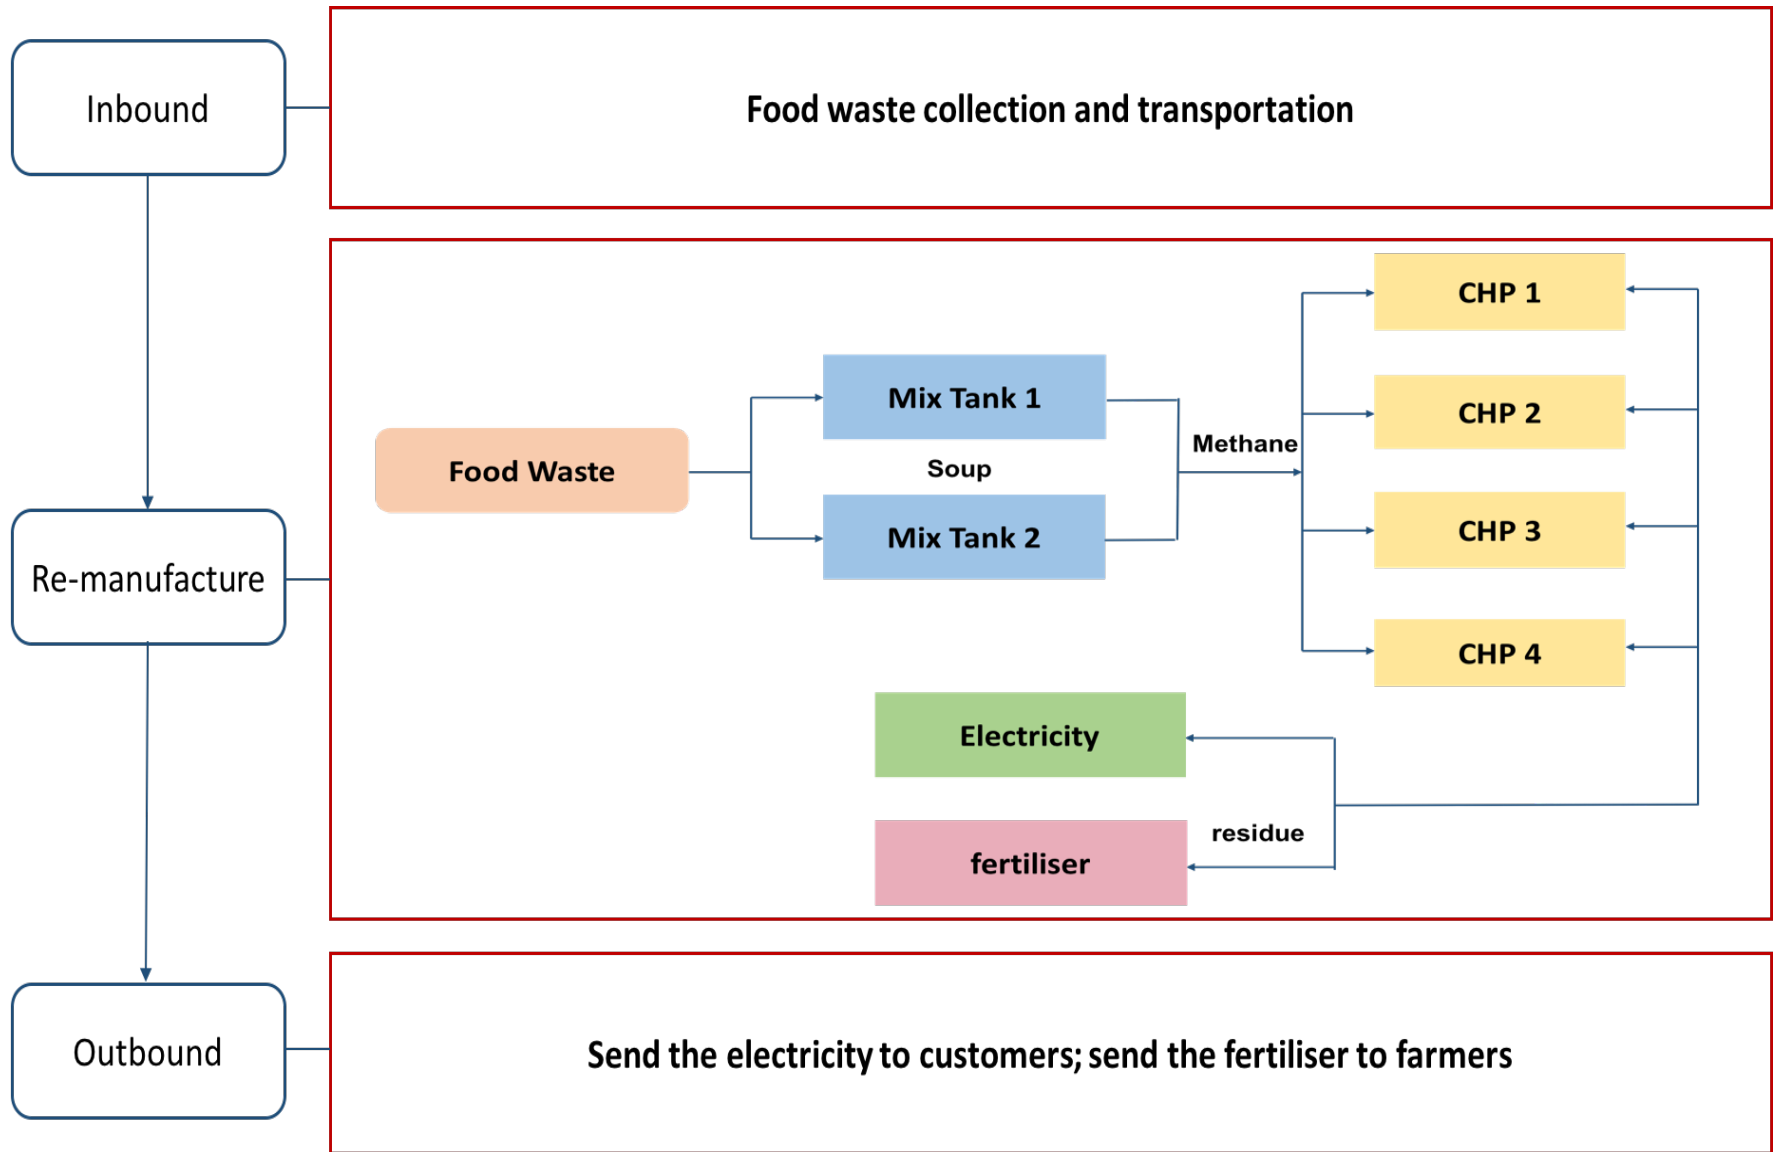 Inbound
Food waste collection and transportation
Re-manufacture
Food Waste
Mix Tank 1
Soup
Mix Tank 2
Methane
CHP 1
CHP 2
CHP 3
CHP 4
Electricity
residue
fertiliser
Outbound
Send the electricity to customers; send the fertiliser to farmers